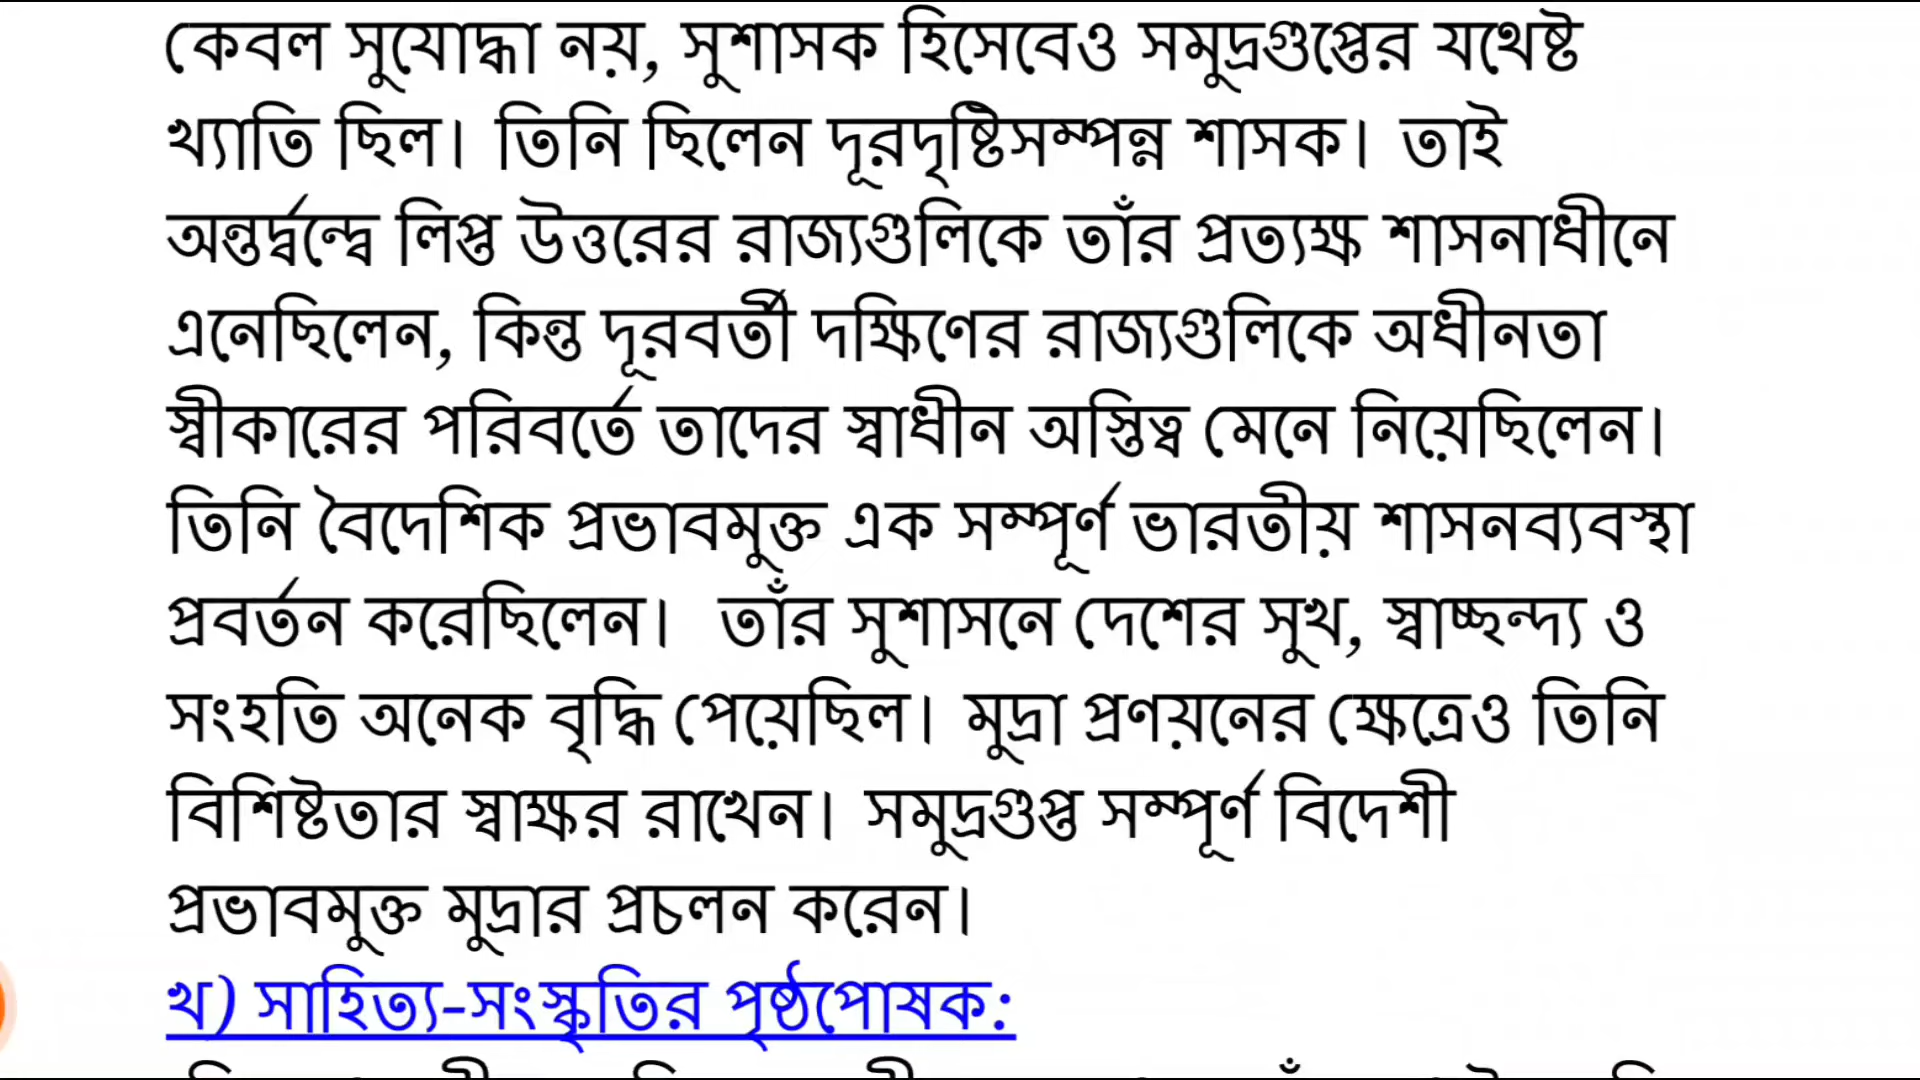 কেবল সুযোদ্ধা নয়, সুশাসক হিসেবেও সমুদ্রগুপ্তের যথেষ্ট
খ্যাতি ছিল। তিনি ছিলেন দূরদৃষ্টিসম্পন্ন শাসক। তাই
অন্তর্দ্বন্দ্বে লিপ্ত উত্তরের রাজ্যগুলিকে তাঁর প্রত্যক্ষ শাসনাধীনে
এনেছিলেন, কিন্ত দূরবর্তী দক্ষিণের রাজ্যগুলিকে অধীনতা
স্বীকারের পরিবর্তে তাদের স্বাধীন অস্তিত্ব মেনে নিয়েছিলেন।
তিনি বৈদেশিক প্রভাবমুক্ত এক সম্পূর্ণ ভারতীয় শাসনব্যবস্থা
প্রবর্তন করেছিলেন। তাঁর সুশাসনে দেশের সুখ, স্বাচ্ছন্দ্য ও
সংহতি অনেক বৃদ্ধি পেয়েছিল। মুদ্রা প্রণয়নের ক্ষেত্রেও তিনি
বিশিষ্টতার স্বাক্ষর রাখেন। সমুদ্রগুপ্ত সম্পূর্ণ বিদেশী
প্রভাবমুক্ত মুদ্রার প্রচলন করেন।
খ) সাহিত্য-সংস্কৃতির পৃষ্ঠপোষক: